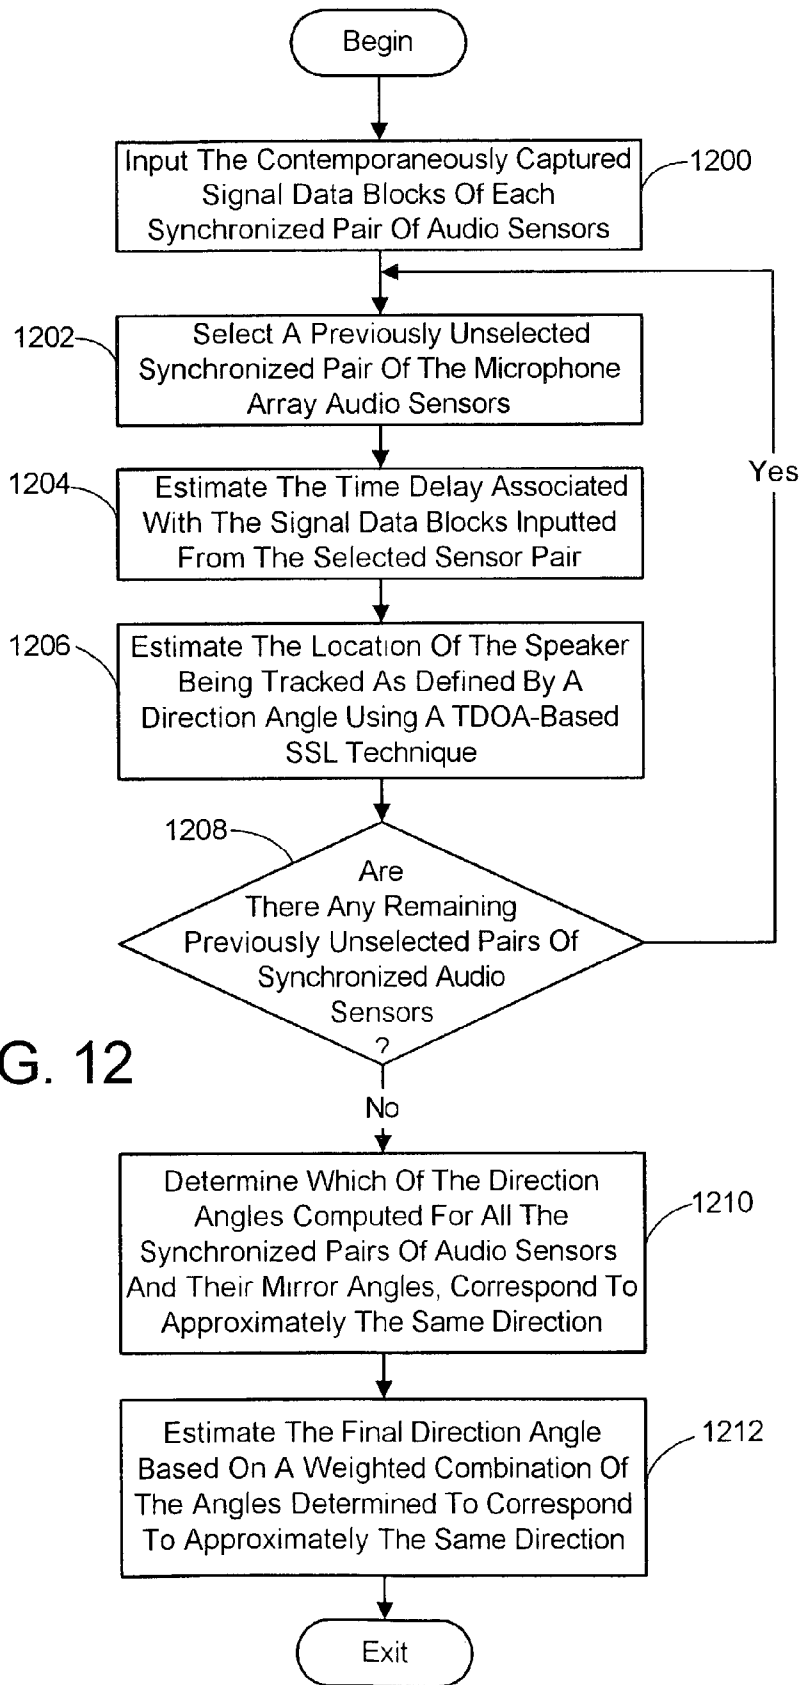 Begin
Input The Contemporaneously Captured
Signal Data Blocks Of Each
Synchronized Pair Of Audio Sensors
1200
1202
Select A Previously Unselected
Synchronized Pair Of The Microphone
Array Audio Sensors
Yes
1204
Estimate The Time Delay Associated
With The Signal Data Blocks Inputted
From The Selected Sensor Pair
1206
Estimate The Location Of The Speaker
Being Tracked As Defined By A
Direction Angle Using A TDOA-Based
SSL Technique
1208
Are
There Any Remaining
Previously Unselected Pairs Of
Synchronized Audio
Sensors
?
G. 12
No
Determine Which Of The Direction
Angles Computed For All The
Synchronized Pairs Of Audio Sensors
And Their Mirror Angles, Correspond To
Approximately The Same Direction
1210
Estimate The Final Direction Angle
Based On A Weighted Combination Of
The Angles Determined To Correspond
To Approximately The Same Direction
1212
Exit